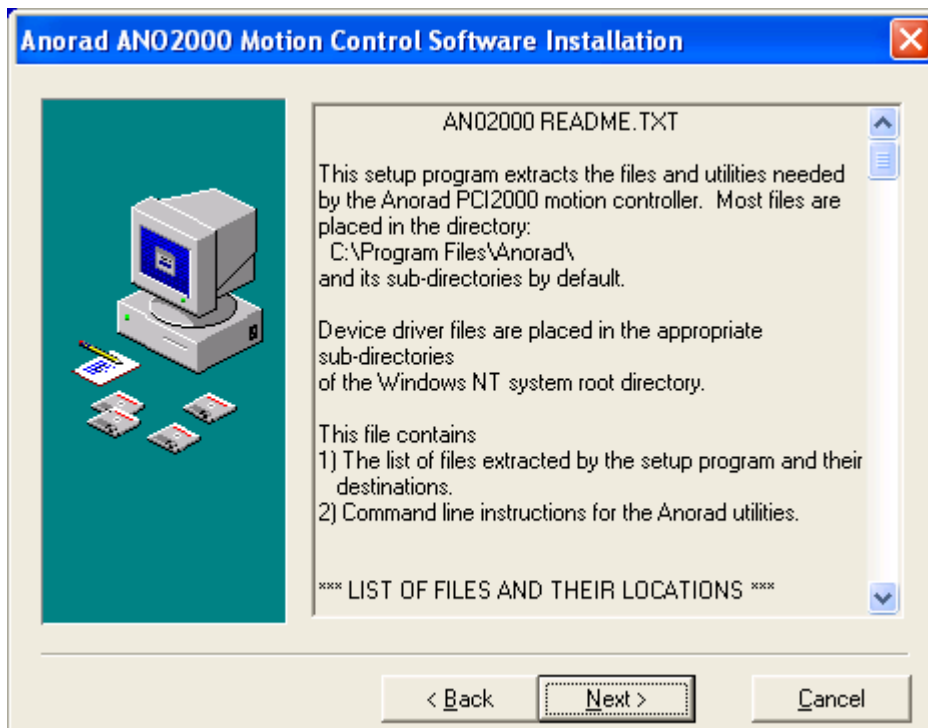 Anorad ANO2000 Motion Control Software Installation
ANO2000 README.TXT
This setup program extracts the files and utilities needed
by the Anorad PCI2000 motion controller.  Most files are
placed in the directory:
C:\Program Files\Anorad\
and its sub-directories by default.
Device driver files are placed in the appropriate
sub-directories
of the Windows NT system root directory.
This file contains
1) The list of files extracted by the setup program and their
destinations.
2) Command line instructions for the Anorad utilities.
*** LIST OF FILES AND THEIR LOCATIONS ***
< Back
Next >
Cancel